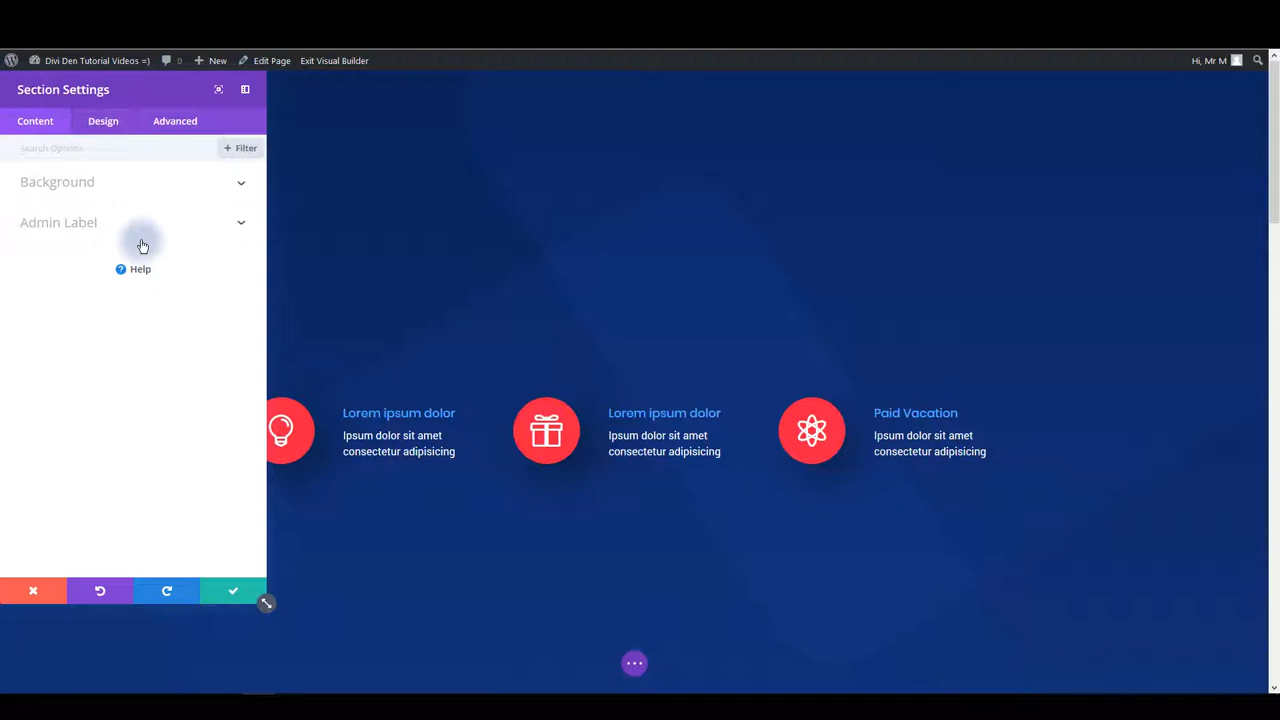 Divi Den Tutorial Videos =)
0
New
Edit Page
Exit Visual Builder
Hi, Mr M
Section Settings
Content
Design
Advanced
Search Options
+ Filter
Background
Admin Label
? Help
Lorem ipsum dolor
Ipsum dolor sit amet
consectetur adipisicing
Lorem ipsum dolor
Ipsum dolor sit amet
consectetur adipisicing
Paid Vacation
Ipsum dolor sit amet
consectetur adipisicing